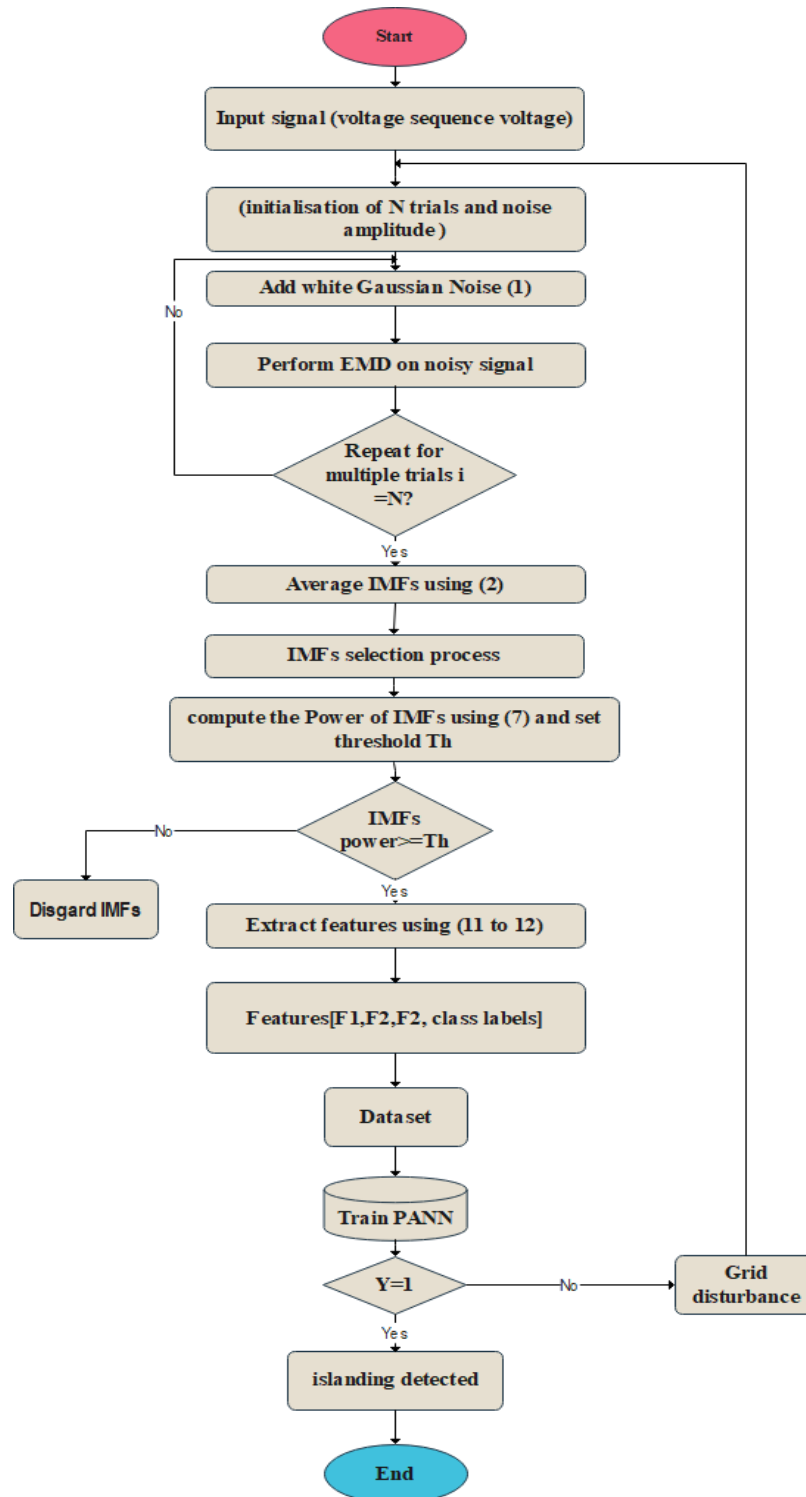 Start
Input signal (voltage sequence voltage)
(initialisation of N trials and noise
amplitude )
Add white Gaussian Noise (1)
No
Perform EMD on noisy signal
Repeat for
multiple trials i
=N?
Yes
Average IMFs using (2)
IMFs selection process
compute the Power of IMFs using (7) and set
threshold Th
IMFs
power>=Th
No
Disgard IMFs
Yes
Extract features using (11 to 12)
Features[F1,F2,F2, class labels]
Dataset
Train PANN
Y=1
No
Grid
disturbance
Yes
islanding detected
End